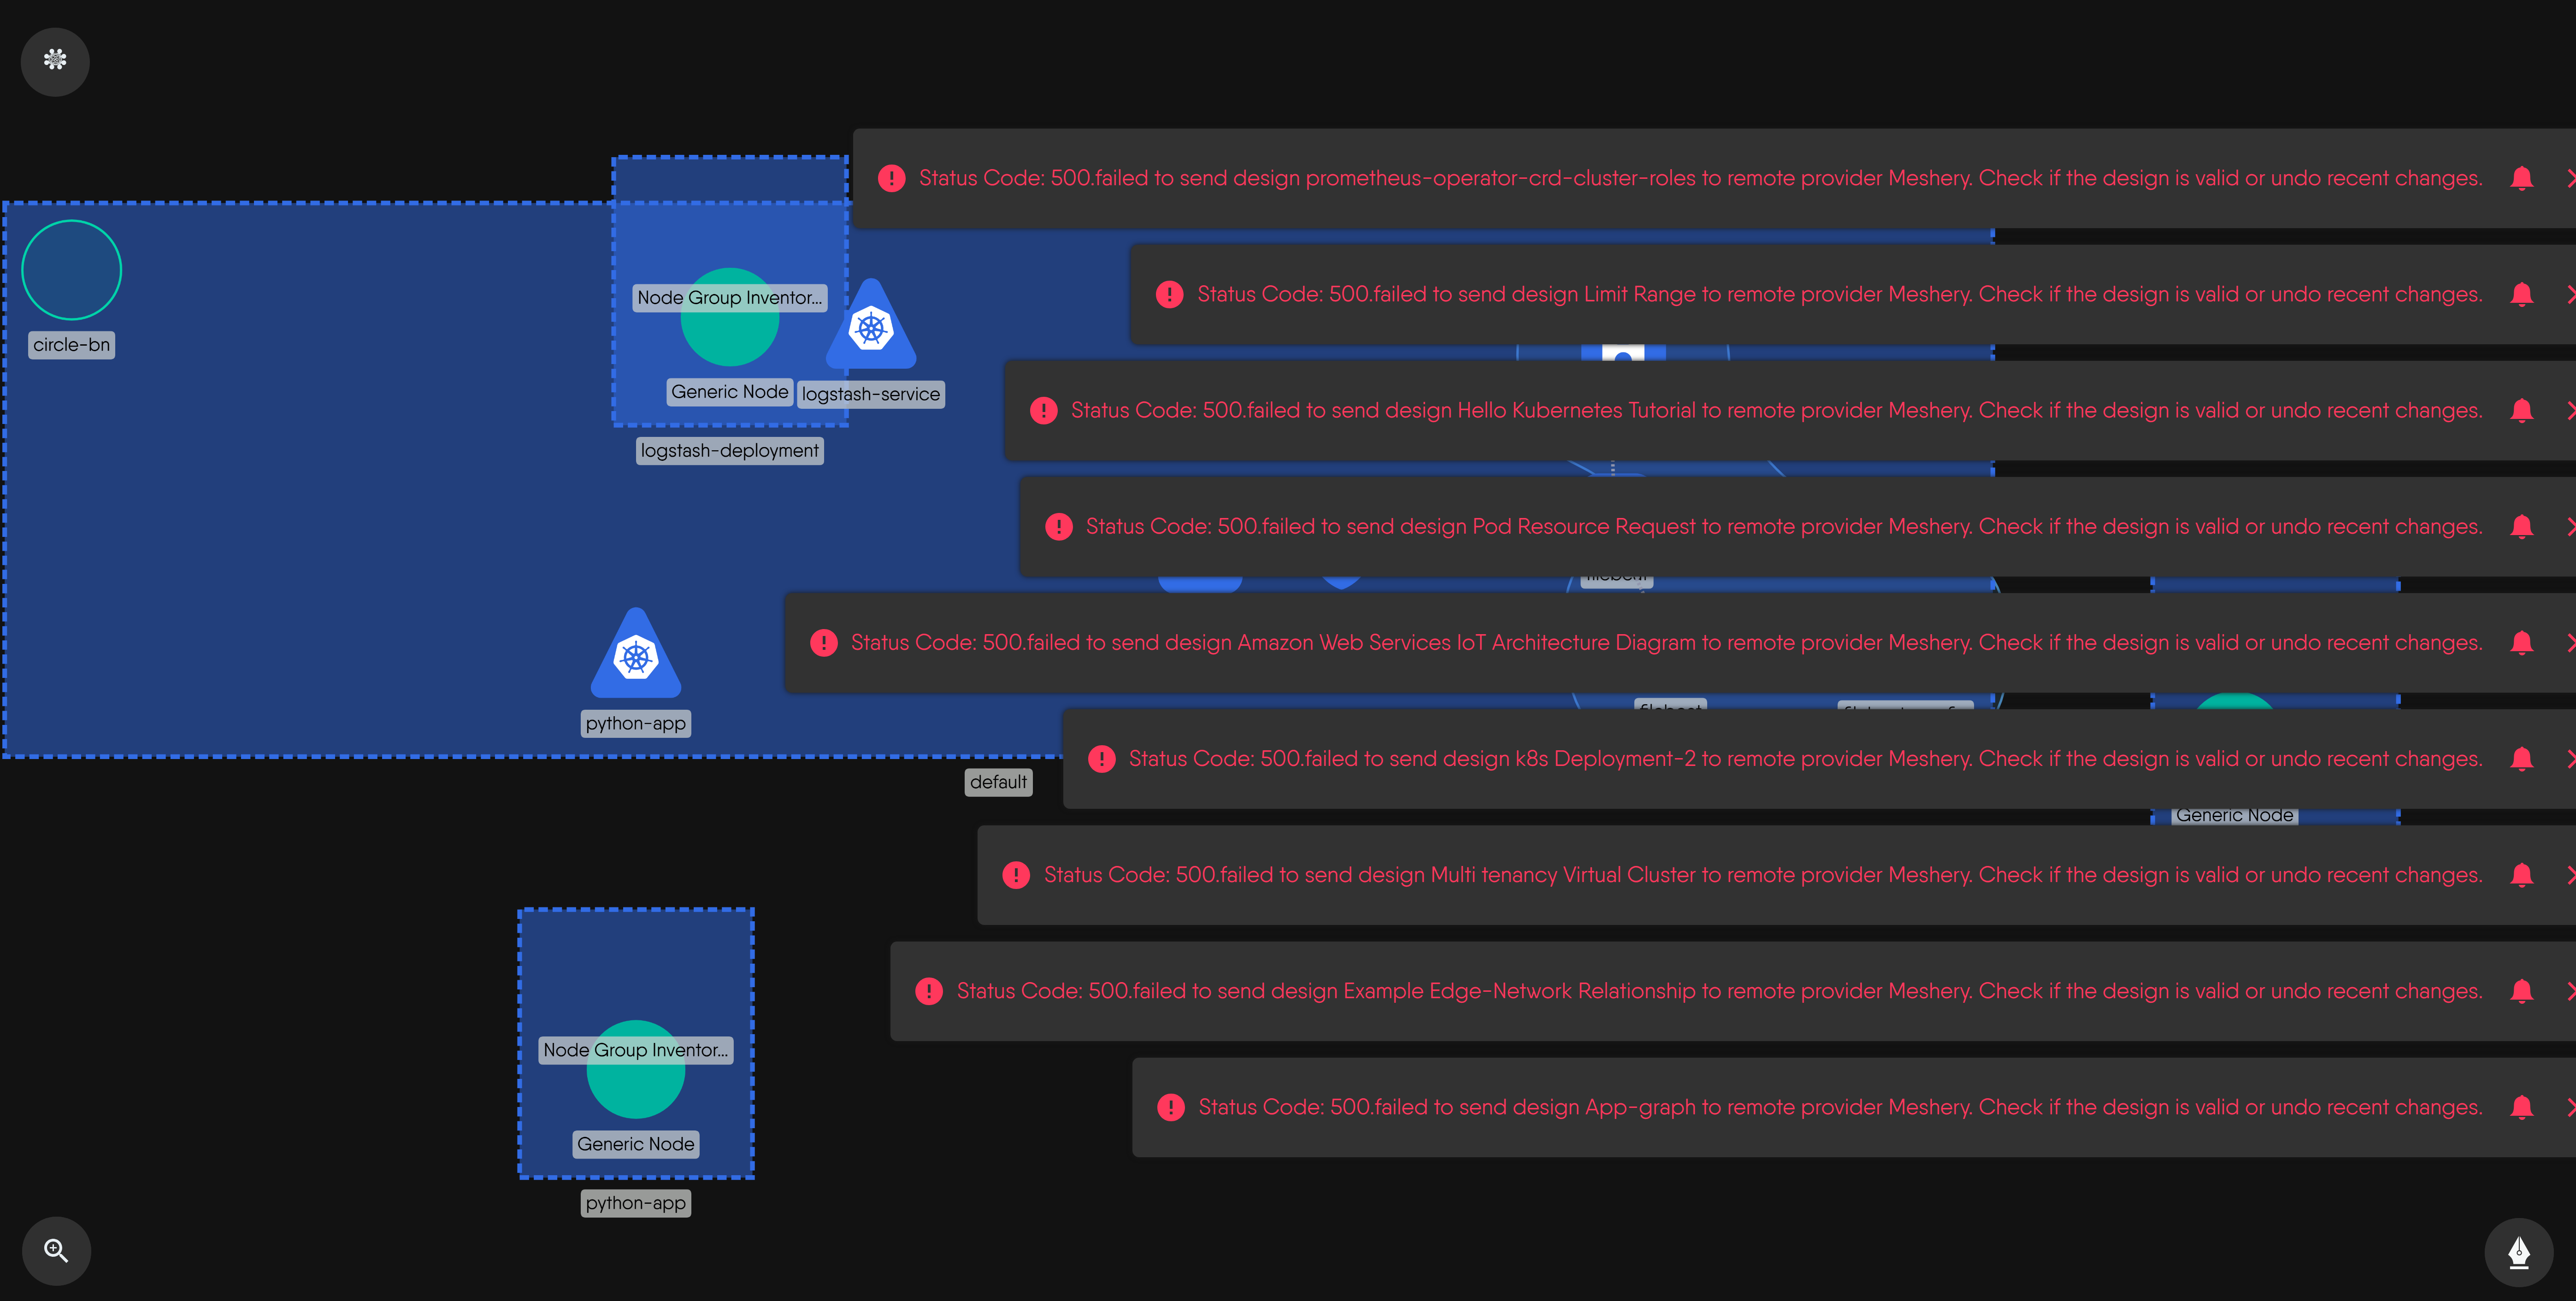 Status Code: 500.failed to send design prometheus-operator-crd-cluster-roles to remote provider Meshery. Check if the design is valid or undo recent changes.
Status Code: 500.failed to send design Limit Range to remote provider Meshery. Check if the design is valid or undo recent changes.
Node Group Inventor...
circle-bn
Generic Node
logstash-service
Status Code: 500.failed to send design Hello Kubernetes Tutorial to remote provider Meshery. Check if the design is valid or undo recent changes.
logstash-deployment
Status Code: 500.failed to send design Pod Resource Request to remote provider Meshery. Check if the design is valid or undo recent changes.
Status Code: 500.failed to send design Amazon Web Services IoT Architecture Diagram to remote provider Meshery. Check if the design is valid or undo recent changes.
python-app
Status Code: 500.failed to send design k8s Deployment-2 to remote provider Meshery. Check if the design is valid or undo recent changes.
default
Generic Node
Status Code: 500.failed to send design Multi tenancy Virtual Cluster to remote provider Meshery. Check if the design is valid or undo recent changes.
Status Code: 500.failed to send design Example Edge-Network Relationship to remote provider Meshery. Check if the design is valid or undo recent changes.
Node Group Inventor...
Status Code: 500.failed to send design App-graph to remote provider Meshery. Check if the design is valid or undo recent changes.
Generic Node
python-app